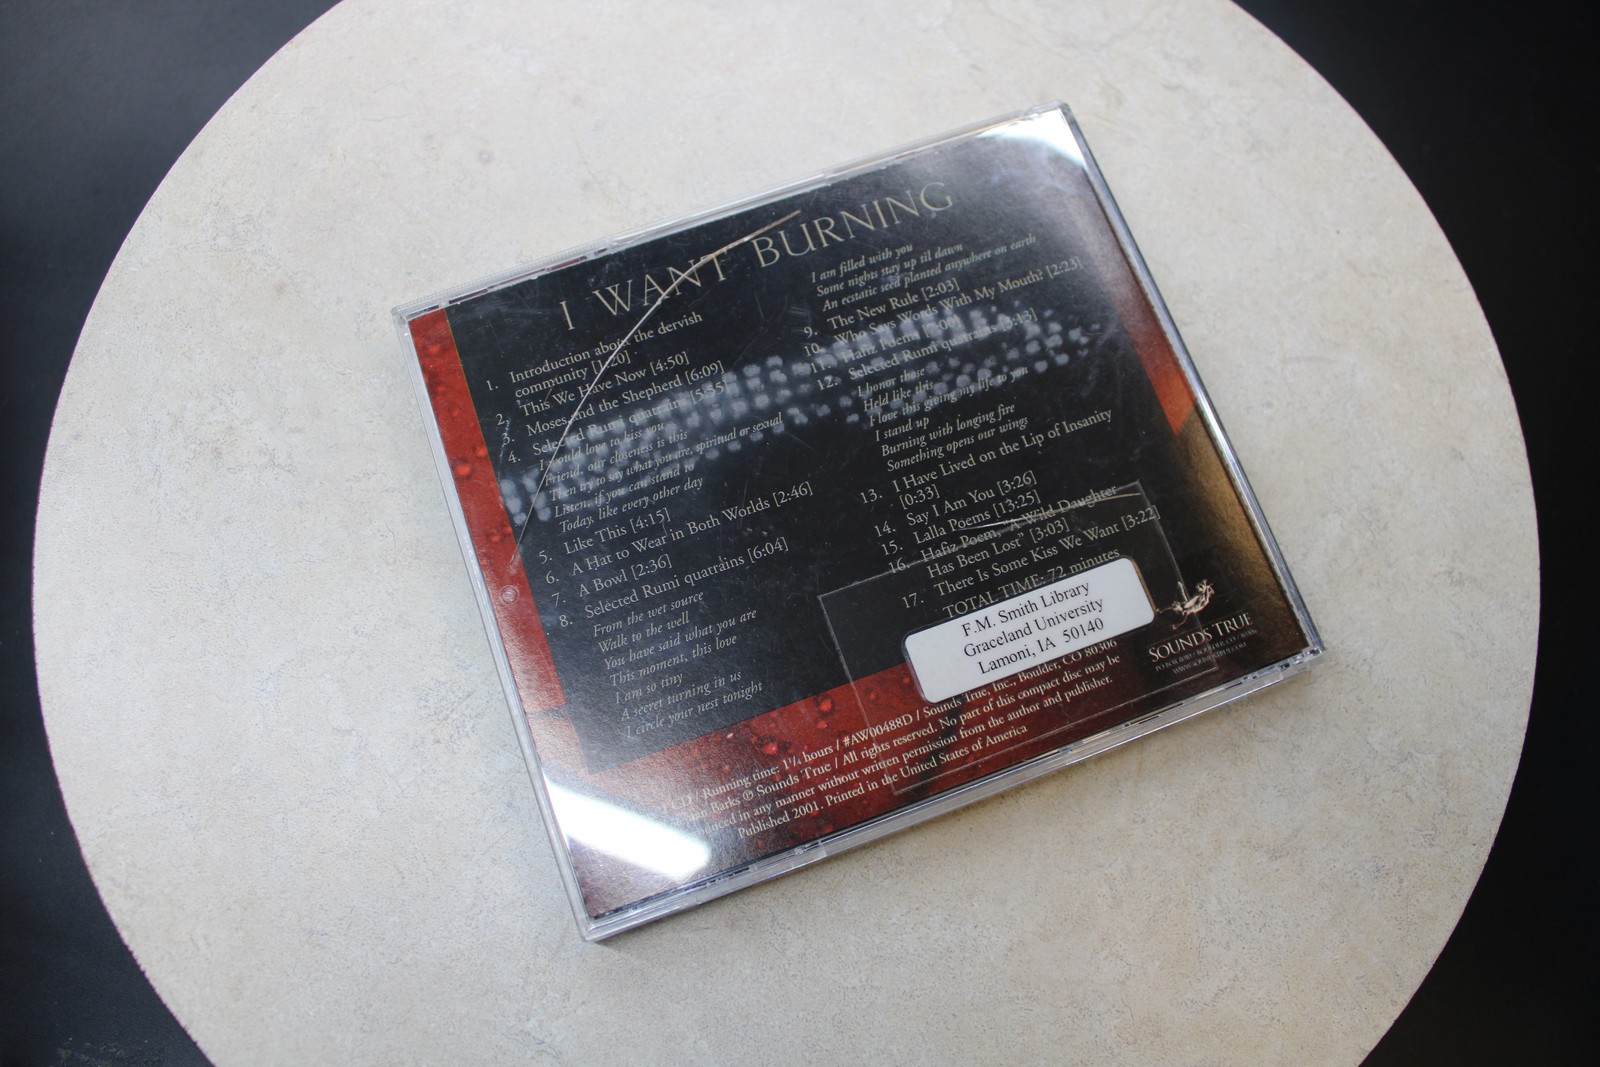 I WANT BURNING
1. Introduction about the dervish
community [1:20]
2. This We Have Now [4:50]
3. Moses and the Shepherd [6:09]
4. Selected Rumi quatrains [5:55]
I would love to kiss you
Friend, our closeness is this
Then try to say what you are, spiritual or sexual
Listen, if you can stand to
Today, like every other day
5. Like This [4:15]
6. A Hat to Wear in Both Worlds [2:46]
7. A Bowl [2:36]
8. Selected Rumi quatrains [6:04]
From the wet source
Walk to the well
You have said what you are
This moment, this love
I am so tiny
A secret turning in us
I circle your nest tonight
I am filled with you
Some nights stay up til dawn
An ecstatic seed planted anywhere on earth
9. The New Rule [2:03]
10. Who Says Words With My Mouth? [2:23]
11. Hafiz Poem
12. Selected Rumi quatrains [3:13]
I honor those
Held like this
I love this giving my life to you
I stand up
Burning with longing fire
Something opens our wings
13. I Have Lived on the Lip of Insanity
[0:33]
14. Say I Am You [3:26]
15. Lalla Poems [13:25]
16. Hafiz Poem, "A Wild Daughter
Has Been Lost" [3:03]
17. There Is Some Kiss We Want [3:22]
TOTAL TIME: 72 minutes
F.M. Smith Library
Graceland University
Lamoni, IA 50140
SOUNDS TRUE
CD / Running time: 1¼ hours / #AW00488D / Sounds True, Inc., Boulder, CO 80306
Barks ℗ Sounds True / All rights reserved. No part of this compact disc may be
in any manner without written permission from the author and publisher.
Published 2001. Printed in the United States of America